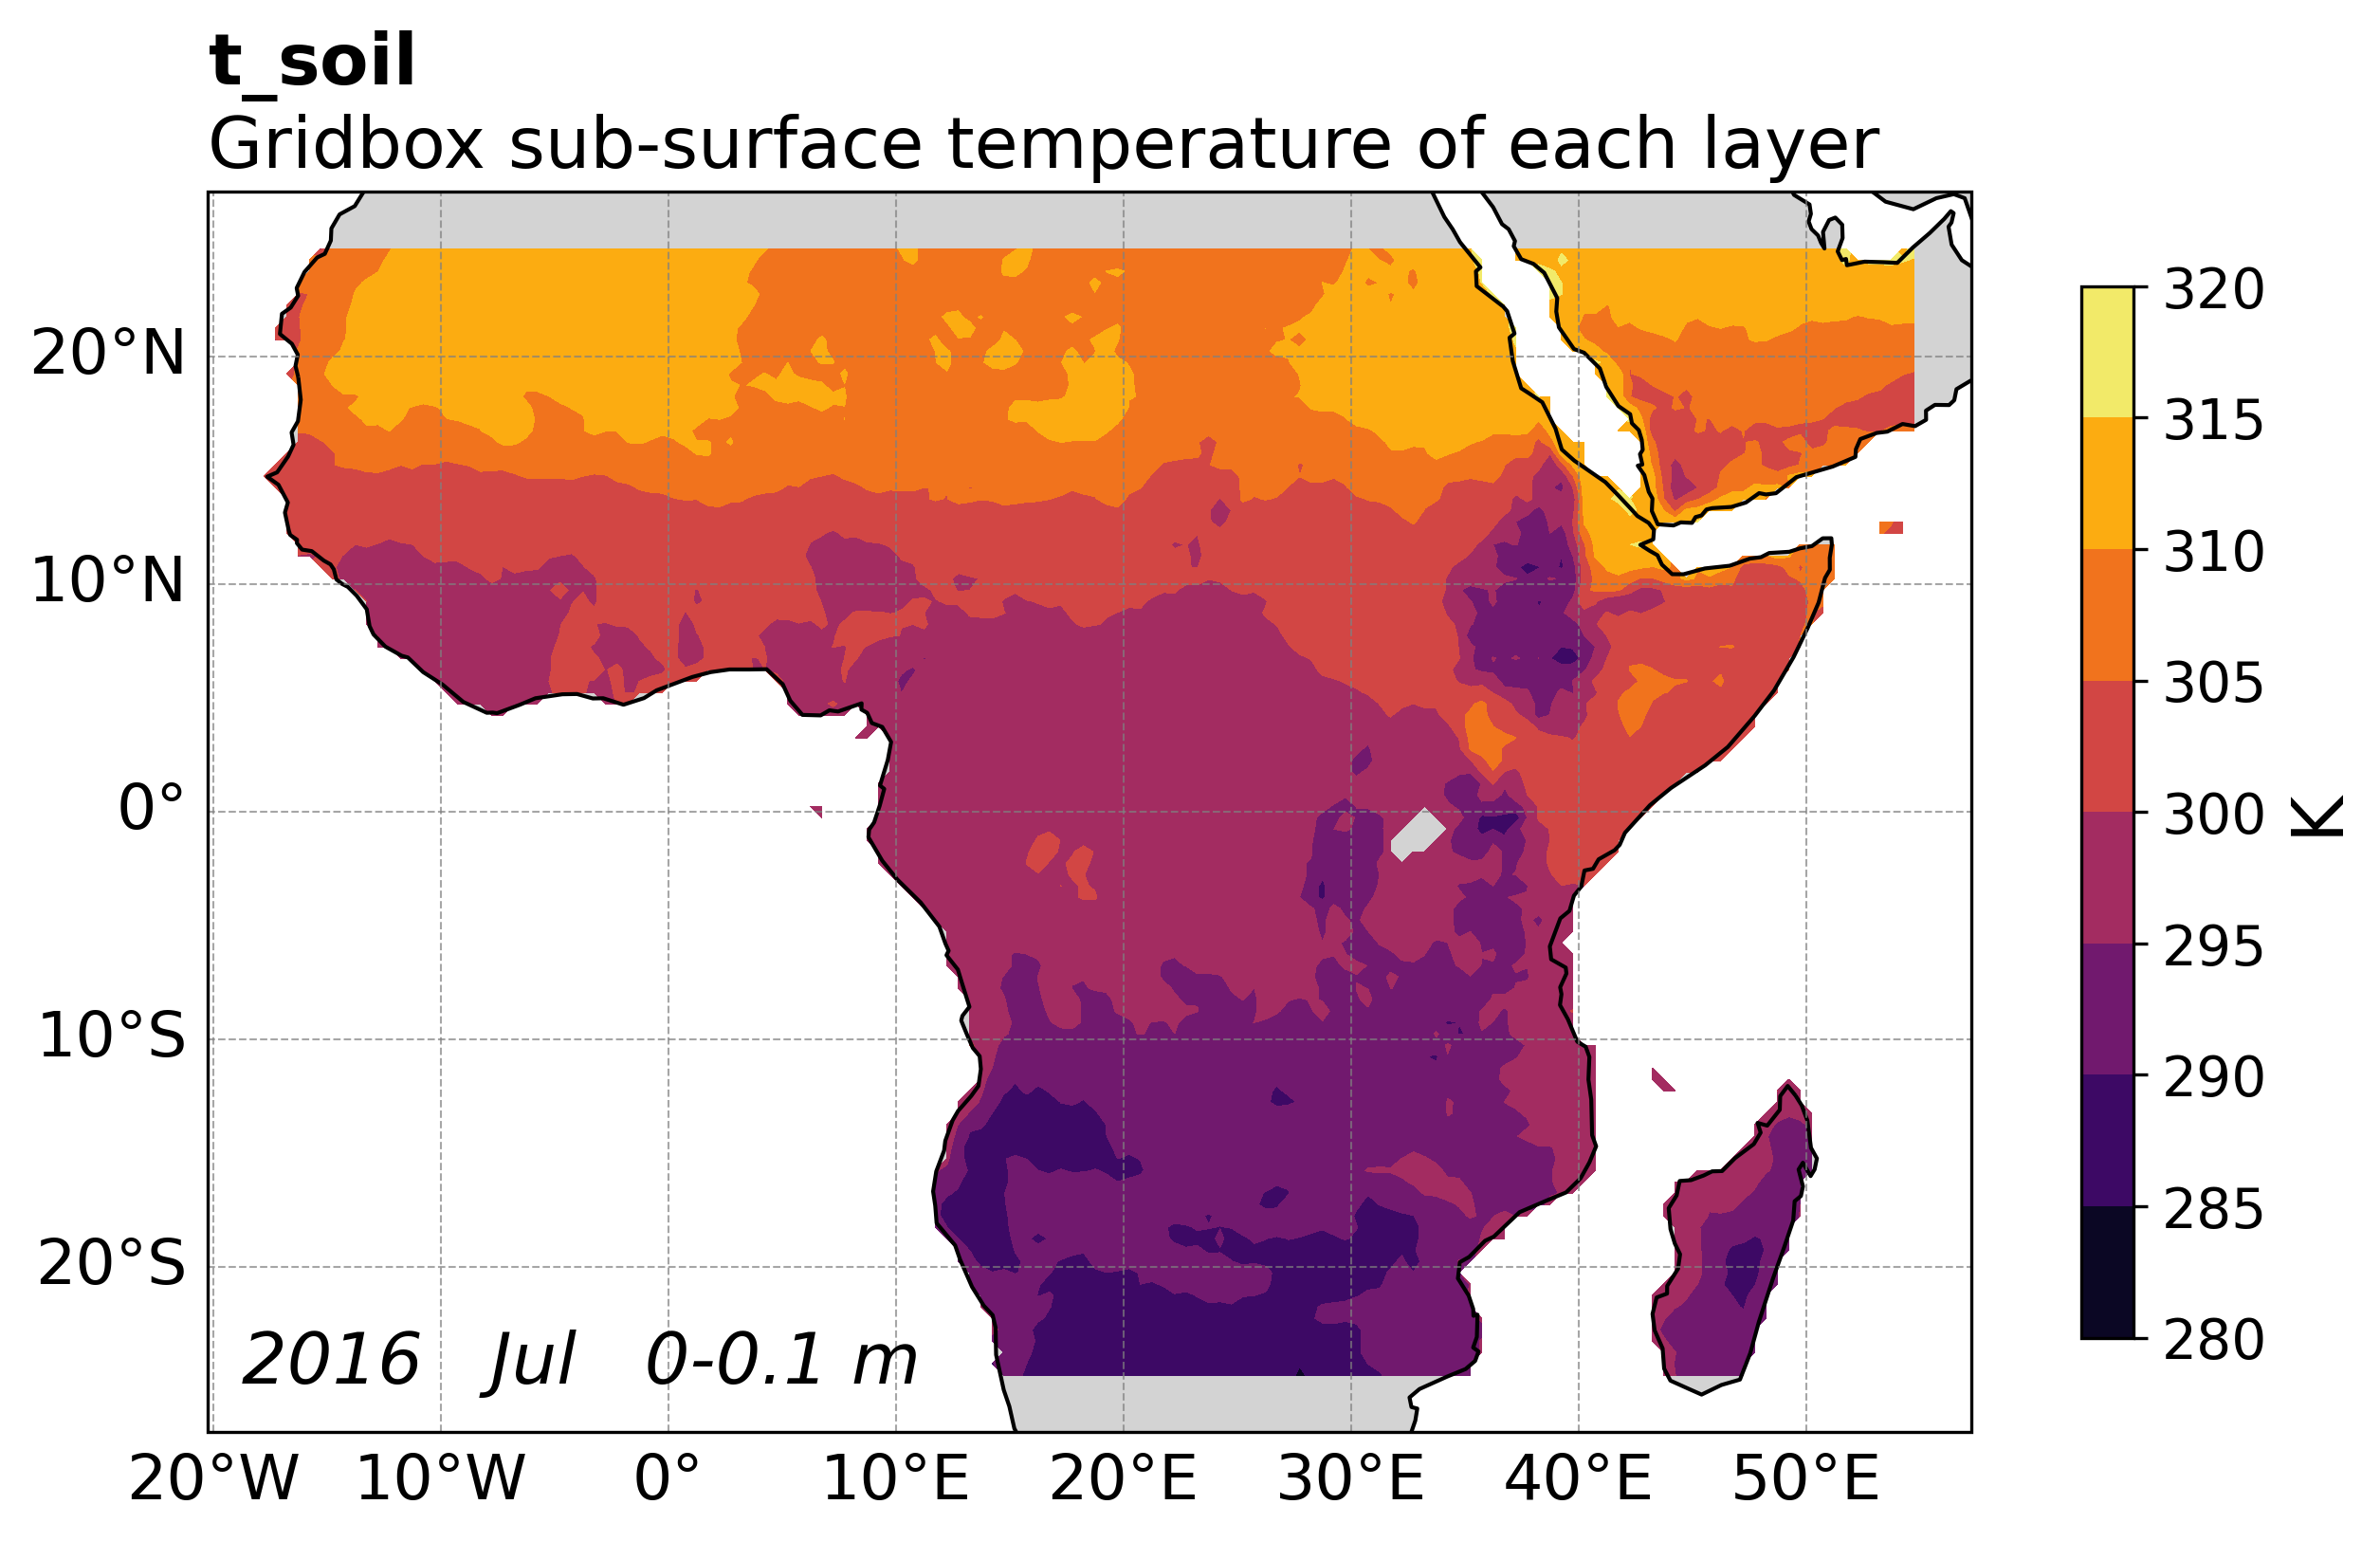 t_soil
Gridbox sub-surface temperature of each layer
20°N
10°N
0°
10°S
20°S
2016 Jul 0-0.1 m
20°W 10°W 0° 10°E 20°E 30°E 40°E 50°E
320
315
310
305
300
295
290
285
280
K